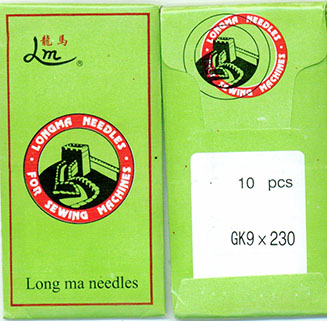 龍馬
Lm ®
· LONGMA NEEDLES ·
FOR SEWING MACHINES
Long ma needles
· LONGMA NEEDLES ·
FOR SEWING MACHINES
10 pcs
GK9 x 230